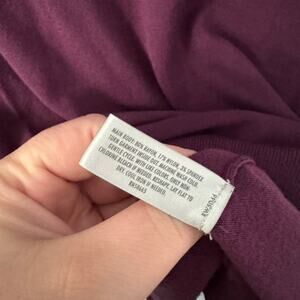 MAIN BODY: 80% RAYON, 17% NYLON, 3% SPANDEX
TURN GARMENT INSIDE OUT. MACHINE WASH COLD,
GENTLE CYCLE, WITH LIKE COLORS. ONLY NON-
CHLORINE BLEACH IF NEEDED. RESHAPE, LAY FLAT TO
DRY. COOL IRON IF NEEDED.